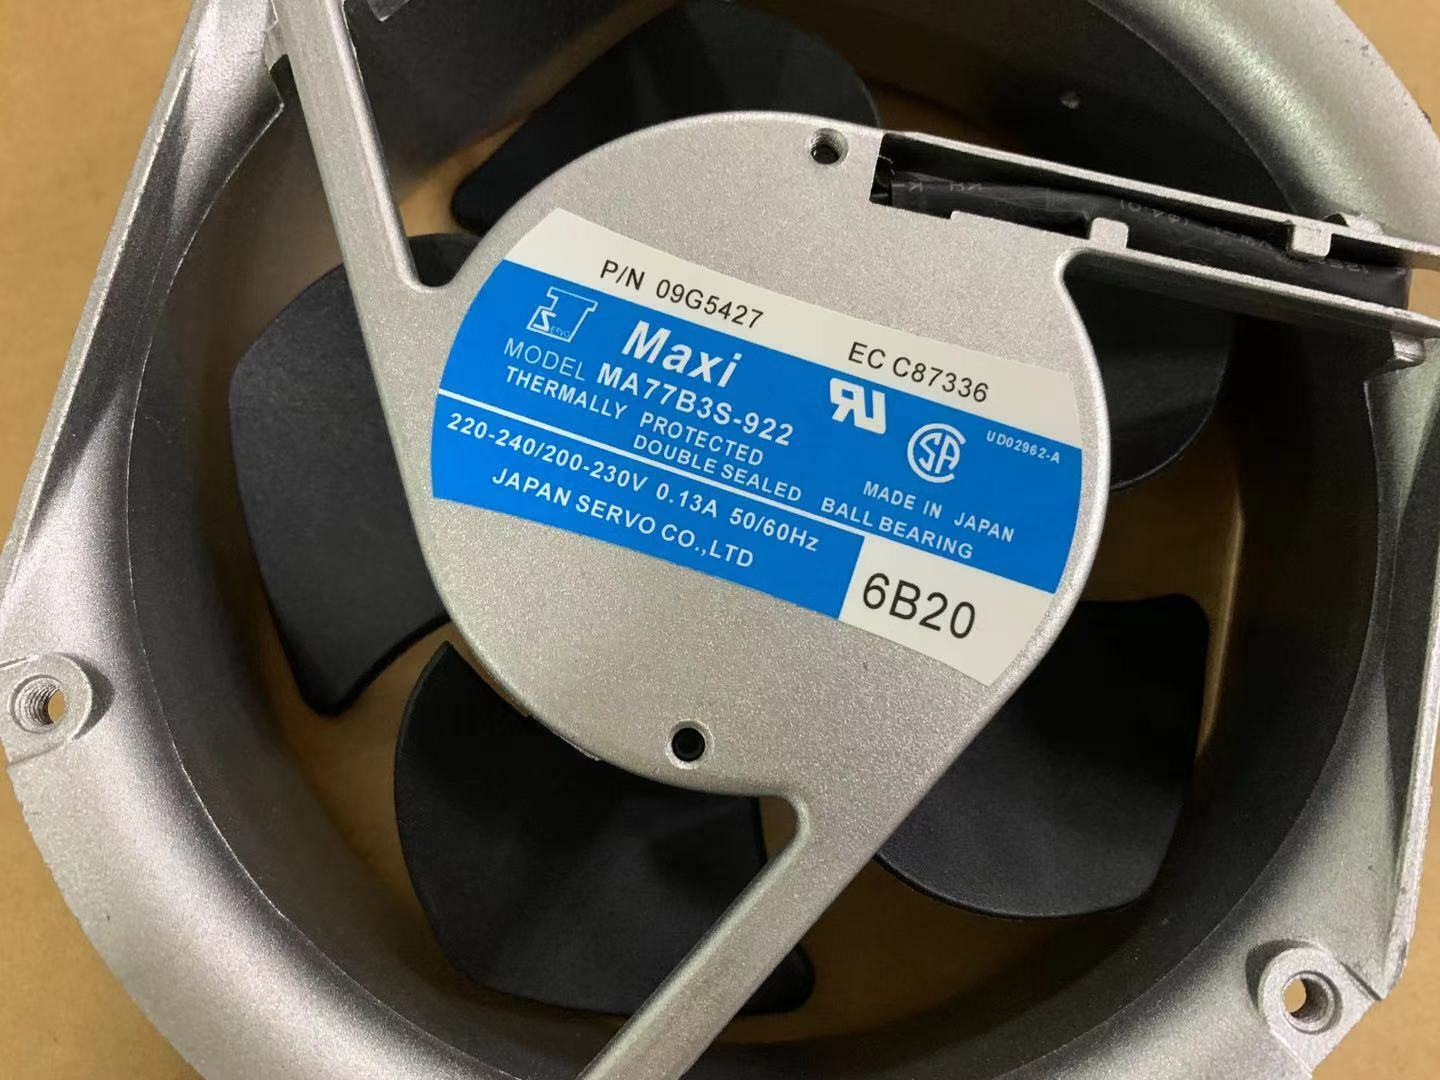 P/N 09G5427
EC C87336
SERVO
Maxi
MODEL MA77B3S-922
THERMALLY PROTECTED
DOUBLE SEALED BALL BEARING
UD02962-A
MADE IN JAPAN
220-240/200-230V 0.13A 50/60Hz
JAPAN SERVO CO.,LTD
6B20